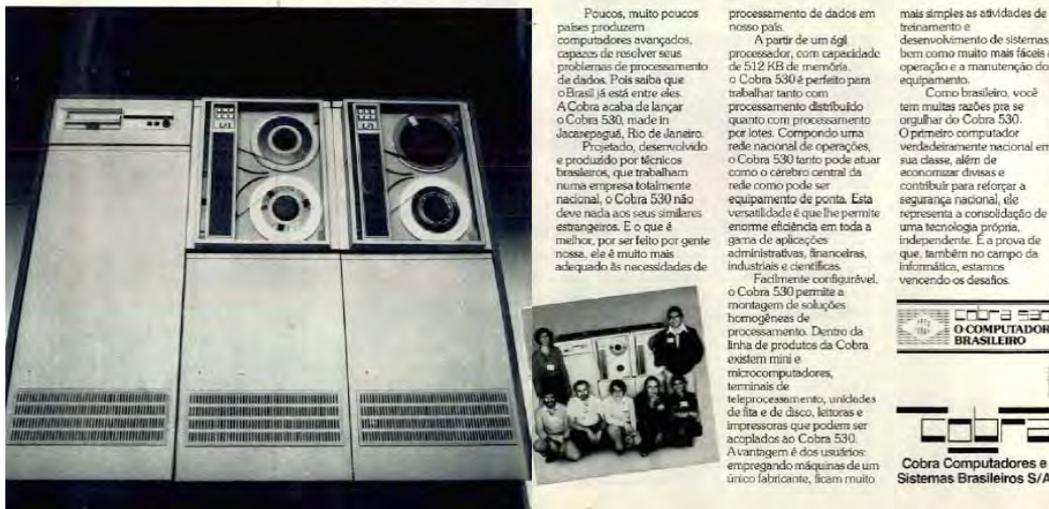 Poucos, muito poucos
países produzem
computadores avançados,
capazes de resolver seus
problemas de processamento
de dados. Pois saiba que
o Brasil já está entre eles.
A Cobra acaba de lançar
o Cobra 530, made in
Jacarepaguá, Rio de Janeiro.
Projetado, desenvolvido
e produzido por técnicos
brasileiros, que trabalham
numa empresa totalmente
nacional, o Cobra 530 não
deve nada aos seus similares
estrangeiros. E o que é
melhor, por ser feito por gente
nossa, ele é muito mais
adequado às necessidades de
processamento de dados em
nosso país.
A partir de um ágil
processador, com capacidade
de 512 KB de memória,
o Cobra 530 é perfeito para
trabalhar tanto com
processamento distribuído
quanto com processamento
por lotes. Compondo uma
rede nacional de operações,
o Cobra 530 tanto pode atuar
como o cérebro central da
rede como pode ser
equipamento de ponta. Esta
versatilidade é que lhe permite
enorme eficiência em toda a
gama de aplicações
administrativas, financeiras,
industriais e científicas.
Facilmente configurável,
o Cobra 530 permite a
montagem de soluções
homogêneas de
processamento. Dentro da
linha de produtos da Cobra
existem mini e
microcomputadores,
terminais de
teleprocessamento, unidades
de fita e de disco, leitoras e
impressoras que podem ser
acoplados ao Cobra 530.
A vantagem é dos usuários:
empregando máquinas de um
único fabricante, ficam muito
mais simples as atividades de
treinamento e
desenvolvimento de sistemas,
bem como muito mais fáceis
operação e a manutenção do
equipamento.
Como brasileiro, você
tem muitas razões pra se
orgulhar do Cobra 530.
O primeiro computador
verdadeiramente nacional em
sua classe, além de
economizar divisas e
contribuir para reforçar a
segurança nacional, ele
representa a consolidação de
uma tecnologia própria,
independente. É a prova de
que, também no campo da
informática, estamos
vencendo os desafios.
cobra 530
O COMPUTADOR
BRASILEIRO
cobra
Cobra Computadores e
Sistemas Brasileiros S/A